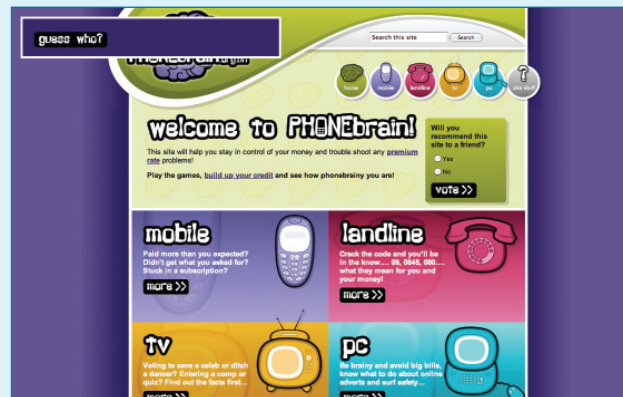 guess who?
PHONEbrain.org.uk
Search this site
Search
home
mobile
landline
tv
pc
welcome to PHONEbrain!
This site will help you stay in control of your money and trouble shoot any premium
rate problems!
Play the games, build up your credit and see how phonebrainy you are!
Will you
recommend this
site to a friend?
Yes
No
vote >>
mobile
Paid more than you expected?
Didn't get what you asked for?
Stuck in a subscription?
more >>
landline
Crack the code and you'll be
in the know.... 09, 0845, 080....
what they mean for you and
your money!
more >>
tv
Voting to save a celeb or ditch
a dancer? Entering a comp or
quiz? Find out the facts first...
more >>
pc
Be brainy and avoid big bills,
know what to do about online
adverts and surf safety...
more >>